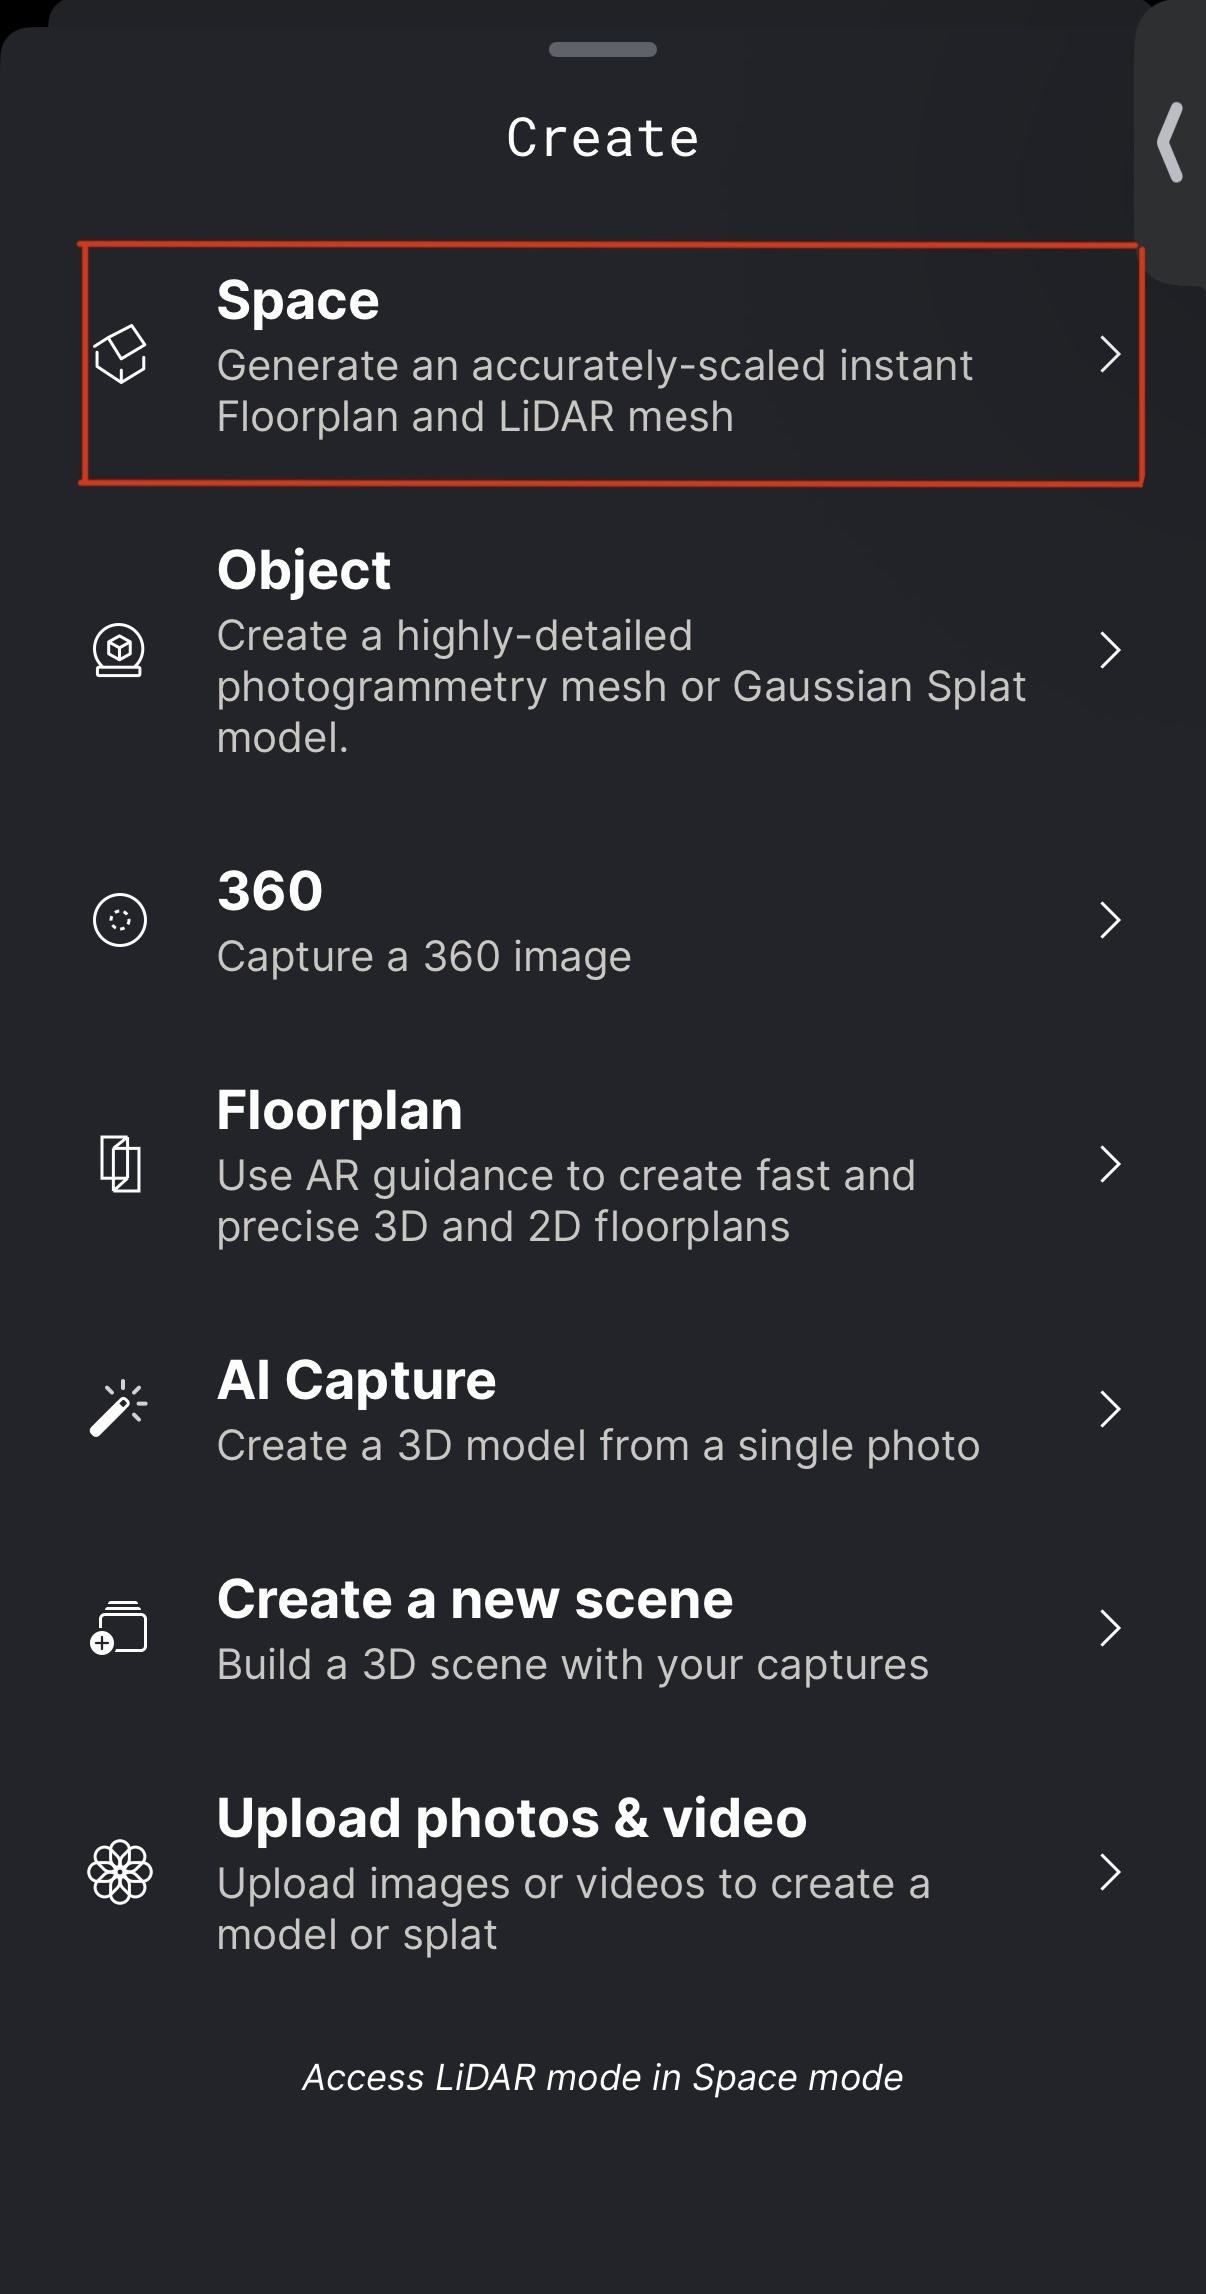 Create
Space
Generate an accurately-scaled instant
Floorplan and LiDAR mesh
Object
Create a highly-detailed
photogrammetry mesh or Gaussian Splat
model.
360
Capture a 360 image
Floorplan
Use AR guidance to create fast and
precise 3D and 2D floorplans
AI Capture
Create a 3D model from a single photo
Create a new scene
Build a 3D scene with your captures
Upload photos & video
Upload images or videos to create a
model or splat
Access LiDAR mode in Space mode